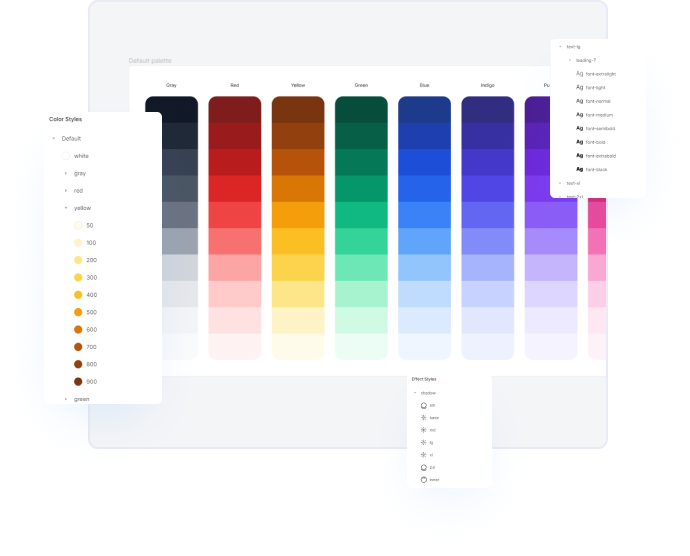 Default palette
Gray
Red
Yellow
Green
Blue
Indigo
Color Styles
Default
white
gray
red
yellow
50
100
200
300
400
500
600
700
800
900
green
text-lg
leading-7
Ag font-extralight
Ag font-light
Ag font-normal
Ag font-medium
Ag font-semibold
Ag font-bold
Ag font-extrabold
Ag font-black
text-xl
Effect Styles
shadow
sm
base
md
lg
xl
2xl
inner